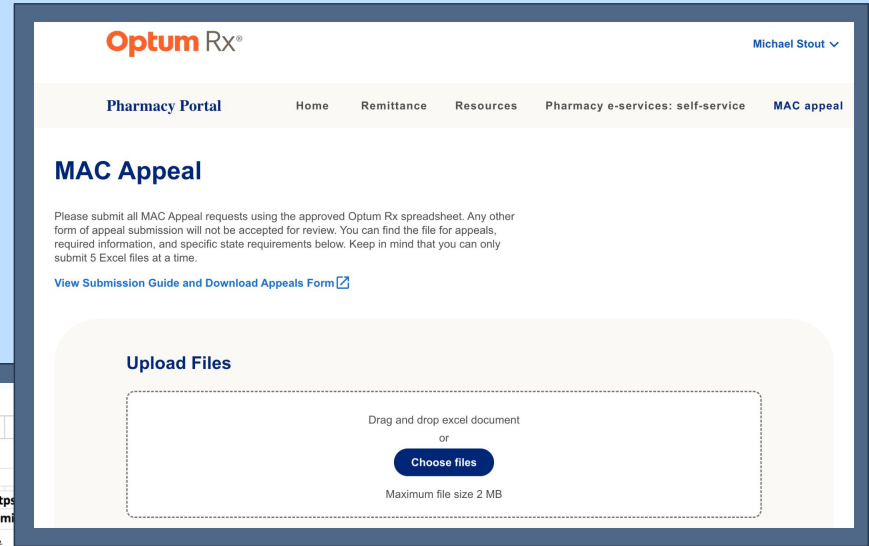 Optum Rx®
Michael Stout
Pharmacy Portal Home Remittance Resources Pharmacy e-services: self-service MAC appeal
MAC Appeal
Please submit all MAC Appeal requests using the approved Optum Rx spreadsheet. Any other
form of appeal submission will not be accepted for review. You can find the file for appeals,
required information, and specific state requirements below. Keep in mind that you can only
submit 5 Excel files at a time.
View Submission Guide and Download Appeals Form
Upload Files
Drag and drop excel document
or
Choose files
Maximum file size 2 MB